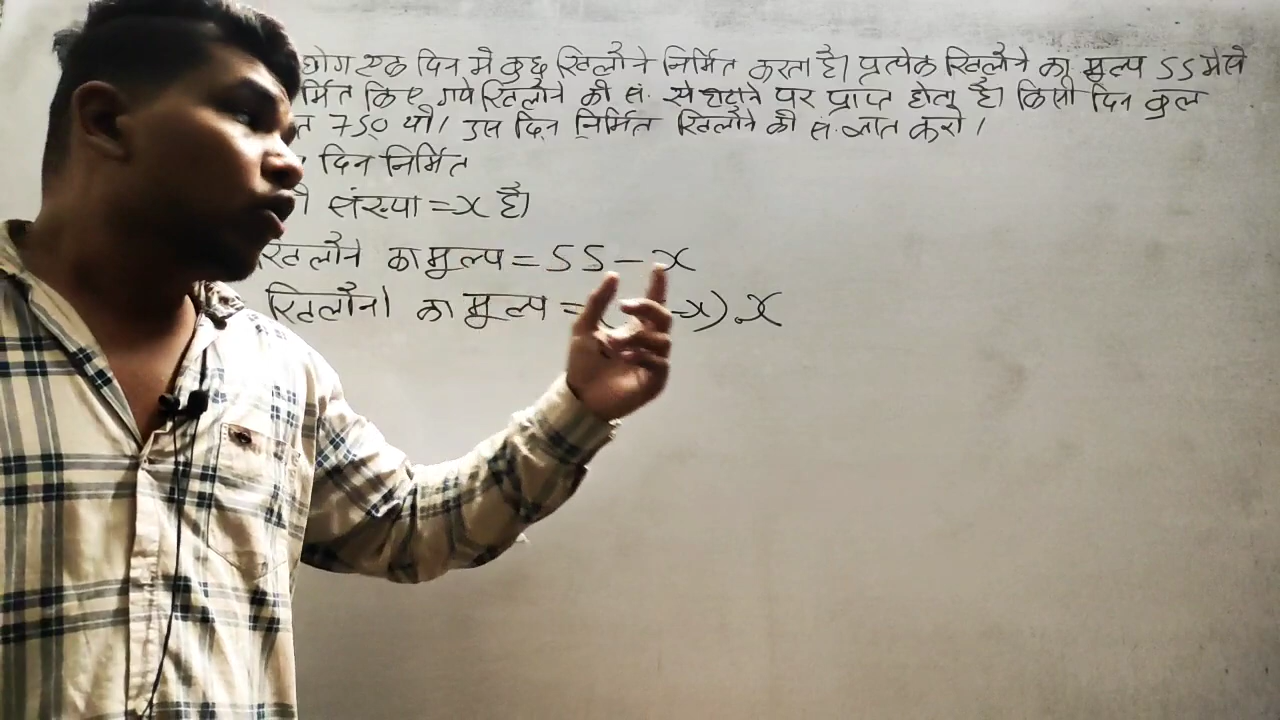 द्योग एक दिन में कुछ खिलौने निर्मित करता है। प्रत्येक खिलौने का मुल्य 55 मेसे
र्मित किए गये खिलौने की सं. से घटाने पर प्राप्त होता है। किसी दिन कुल
त 750 थी। उस दिन निर्मित खिलौने की सं. ज्ञात करो।
दिन निर्मित
संख्या = x है।
खिलौने का मुल्य = 55 - x
खिलौनो का मुल्य = - x) . x